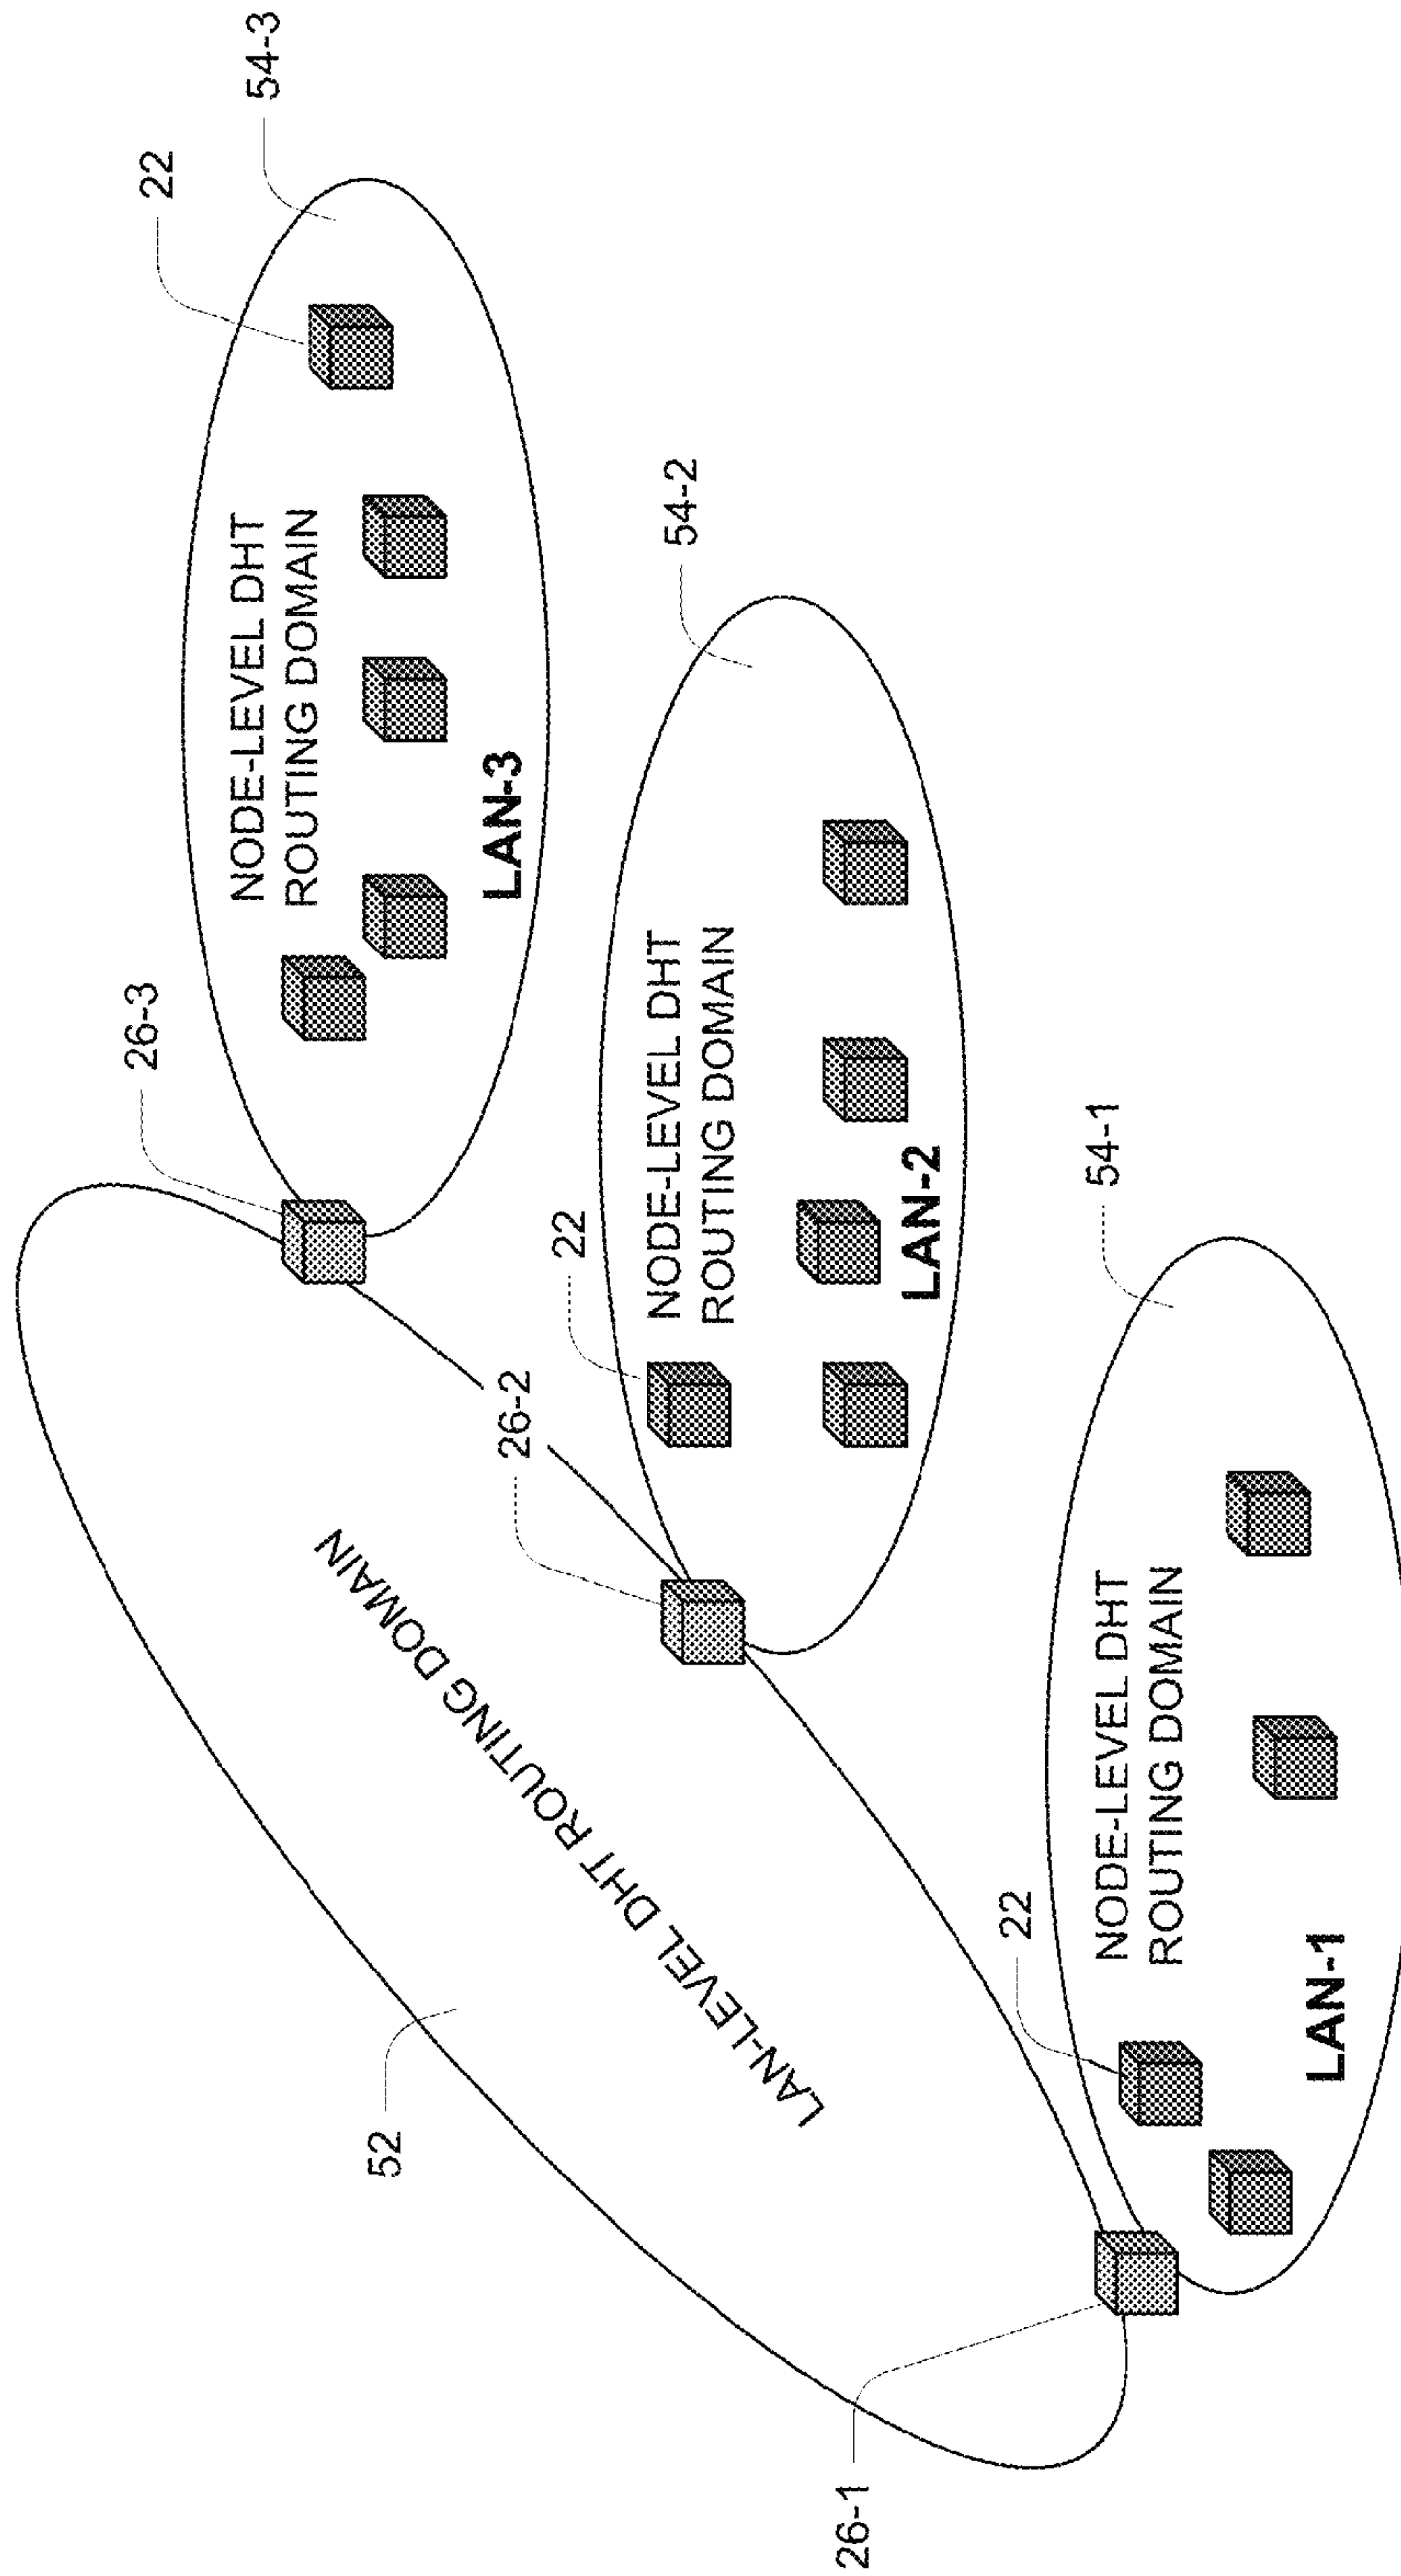 26-3
22
54-3
NODE-LEVEL DHT
ROUTING DOMAIN
LAN-3
52
LAN-LEVEL DHT ROUTING DOMAIN
26-2
22
54-2
NODE-LEVEL DHT
ROUTING DOMAIN
LAN-2
26-1
22
54-1
NODE-LEVEL DHT
ROUTING DOMAIN
LAN-1